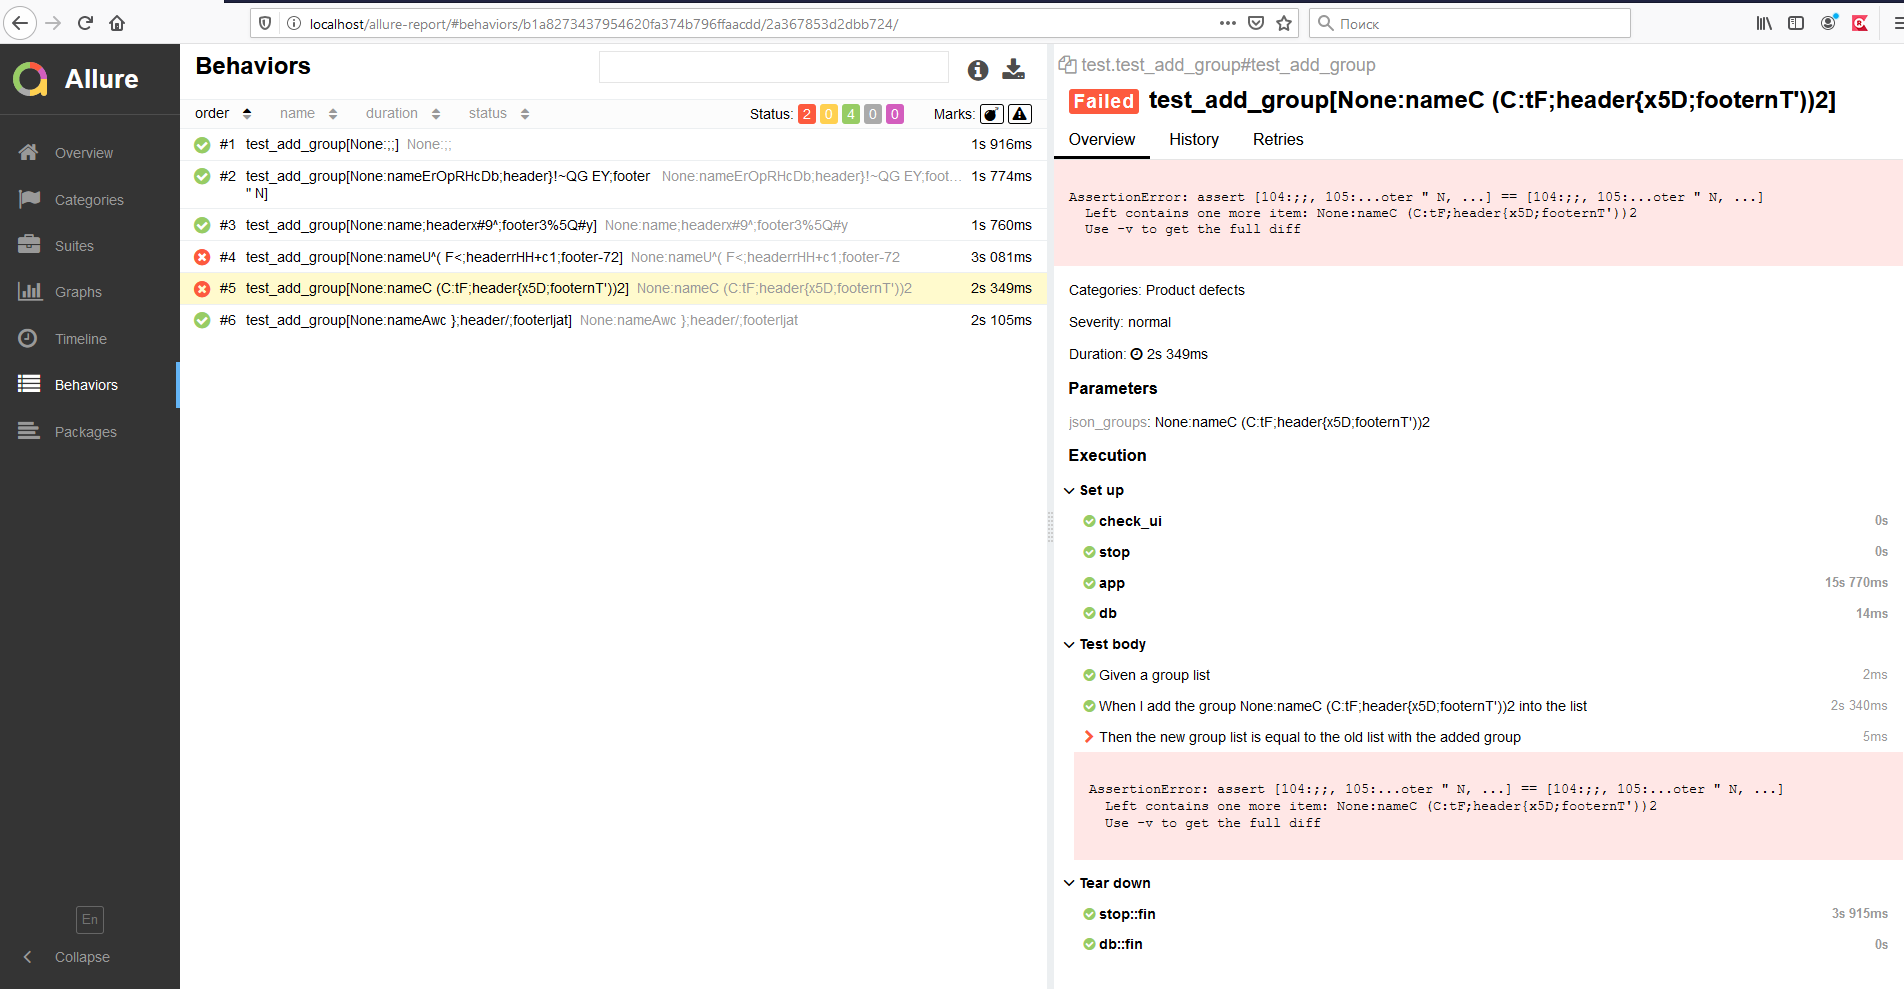 localhost/allure-report/#behaviors/b1a8273437954620fa374b796ffaacdd/2a367853d2dbb724/
Поиск
Allure
Overview
Categories
Suites
Graphs
Timeline
Behaviors
Packages
En
Collapse
Behaviors
order name duration status Status: 2 0 4 0 0 Marks:
#1 test_add_group[None:;;] None:;; 1s 916ms
#2 test_add_group[None:nameErOpRHcDb;header}!~QG EY;footer None:nameErOpRHcDb;header}!~QG EY;foot... 1s 774ms
" N]
#3 test_add_group[None:name;headerx#9^;footer3%5Q#y] None:name;headerx#9^;footer3%5Q#y 1s 760ms
#4 test_add_group[None:nameU^( F<;headerrHH+c1;footer-72] None:nameU^( F<;headerrHH+c1;footer-72 3s 081ms
#5 test_add_group[None:nameC (C:tF;header{x5D;footernT'))2] None:nameC (C:tF;header{x5D;footernT'))2 2s 349ms
#6 test_add_group[None:nameAwc };header/;footerljat] None:nameAwc };header/;footerljat 2s 105ms
test.test_add_group#test_add_group
Failed test_add_group[None:nameC (C:tF;header{x5D;footernT'))2]
Overview History Retries
AssertionError: assert [104:;;, 105:...oter " N, ...] == [104:;;, 105:...oter " N, ...]
Left contains one more item: None:nameC (C:tF;header{x5D;footernT'))2
Use -v to get the full diff
Categories: Product defects
Severity: normal
Duration: 2s 349ms
Parameters
json_groups: None:nameC (C:tF;header{x5D;footernT'))2
Execution
Set up
check_ui 0s
stop 0s
app 15s 770ms
db 14ms
Test body
Given a group list 2ms
When I add the group None:nameC (C:tF;header{x5D;footernT'))2 into the list 2s 340ms
Then the new group list is equal to the old list with the added group 5ms
AssertionError: assert [104:;;, 105:...oter " N, ...] == [104:;;, 105:...oter " N, ...]
Left contains one more item: None:nameC (C:tF;header{x5D;footernT'))2
Use -v to get the full diff
Tear down
stop::fin 3s 915ms
db::fin 0s